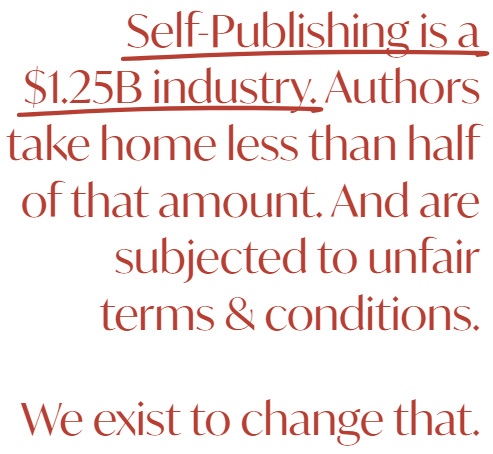 Self-Publishing is a
$1.25B industry. Authors
take home less than half
of that amount. And are
subjected to unfair
terms & conditions.
We exist to change that.